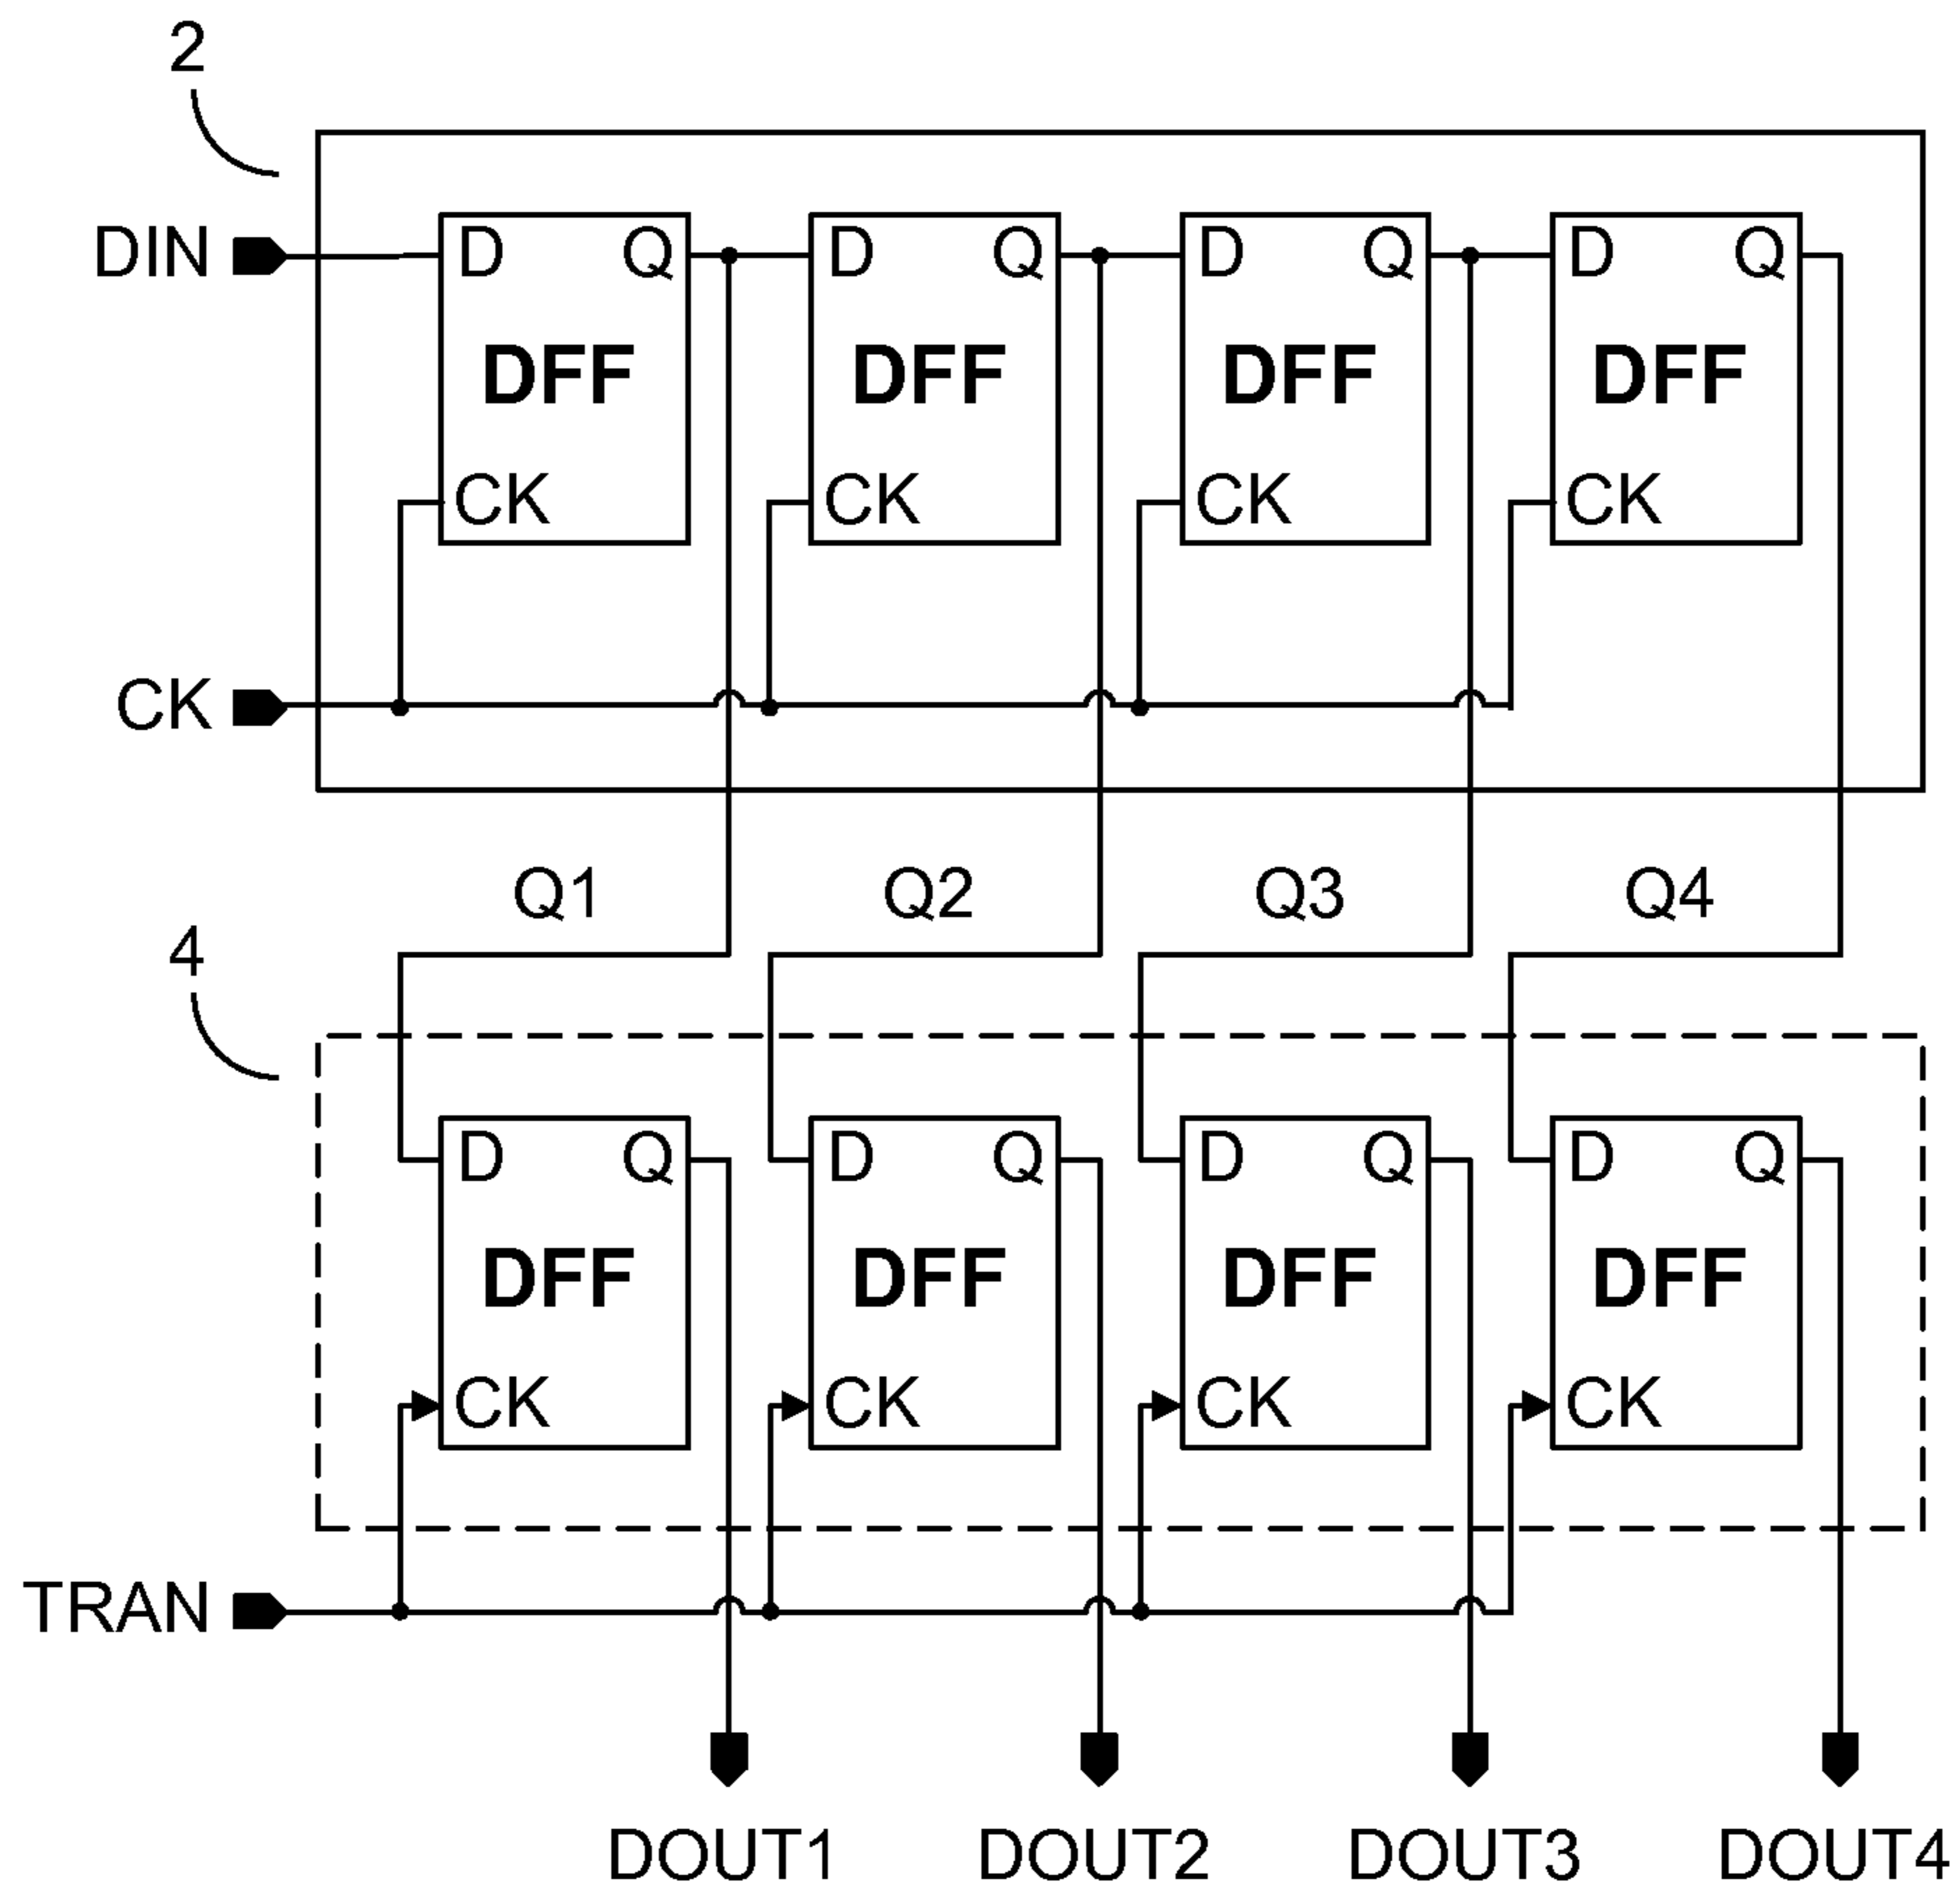 2
DIN
D Q D Q D Q D Q
DFF DFF DFF DFF
CK CK CK CK
CK
Q1 Q2 Q3 Q4
4
D Q D Q D Q D Q
DFF DFF DFF DFF
CK CK CK CK
TRAN
DOUT1 DOUT2 DOUT3 DOUT4